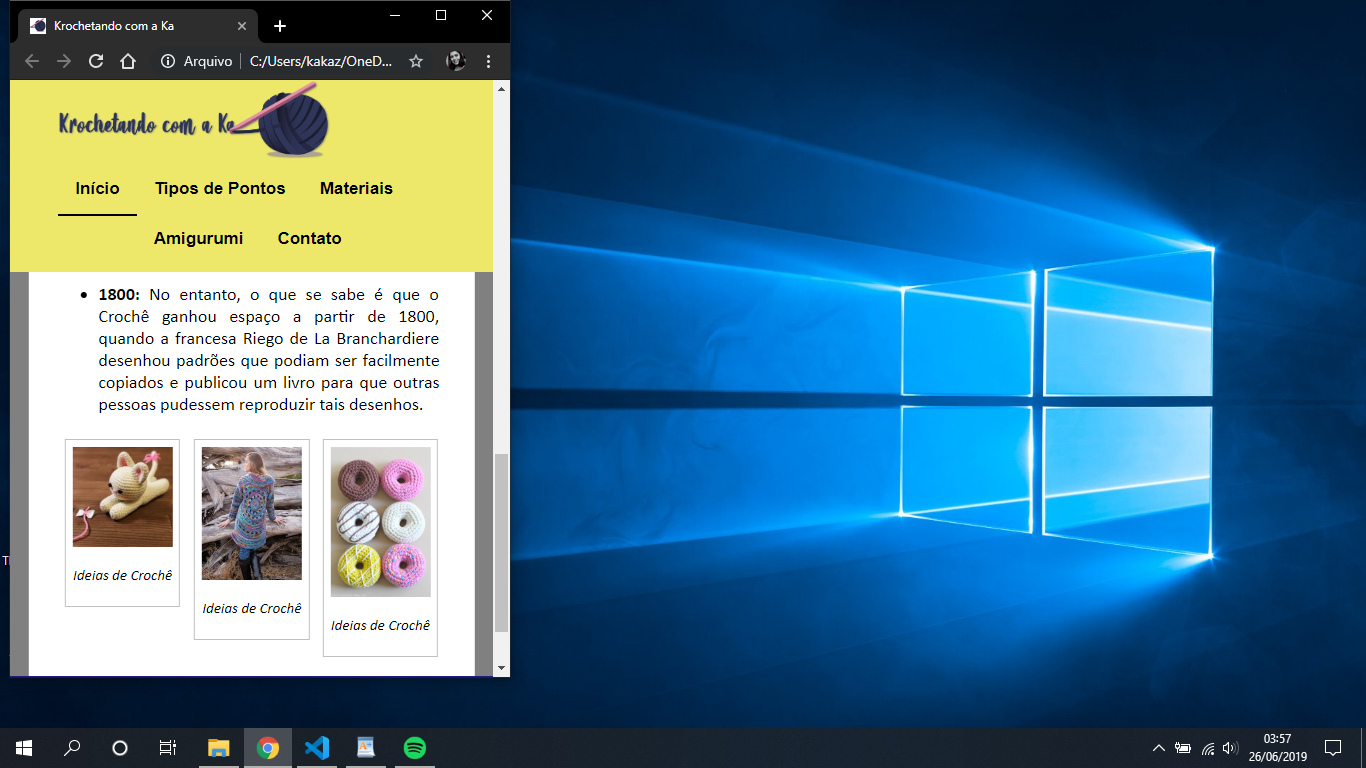 Krochetando com a Ka
Arquivo
C:/Users/kakaz/OneD...
Krochetando com a Ka
Início Tipos de Pontos Materiais
Amigurumi Contato
• 1800: No entanto, o que se sabe é que o
Crochê ganhou espaço a partir de 1800,
quando a francesa Riego de La Branchardiere
desenhou padrões que podiam ser facilmente
copiados e publicou um livro para que outras
pessoas pudessem reproduzir tais desenhos.
Ideias de Crochê
Ideias de Crochê
Ideias de Crochê
03:57
26/06/2019